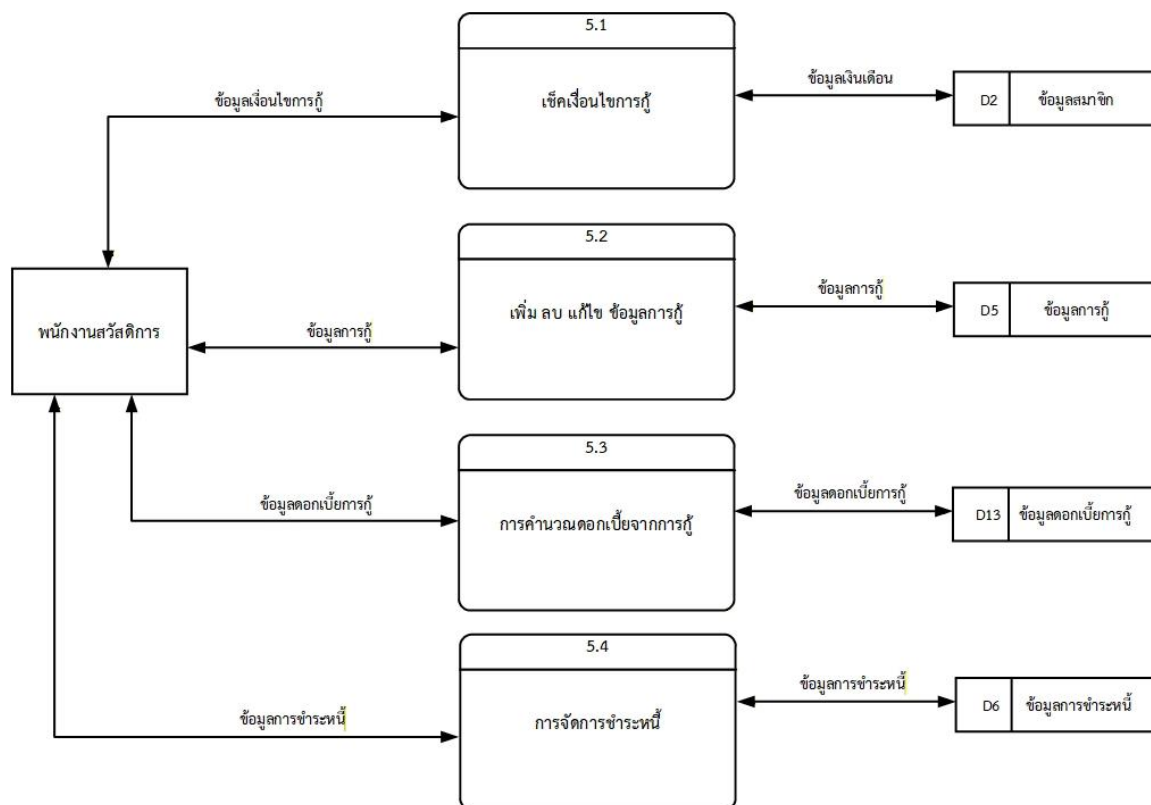 5.1
ข้อมูลเงื่อนไขการกู้
เช็คเงื่อนไขการกู้
ข้อมูลเงินเดือน
D2
ข้อมูลสมาชิก
พนักงานสวัสดิการ
5.2
ข้อมูลการกู้
เพิ่ม ลบ แก้ไข ข้อมูลการกู้
ข้อมูลการกู้
D5
ข้อมูลการกู้
5.3
ข้อมูลดอกเบี้ยการกู้
การคำนวณดอกเบี้ยจากการกู้
ข้อมูลดอกเบี้ยการกู้
D13
ข้อมูลดอกเบี้ยการกู้
5.4
ข้อมูลการชำระหนี้
การจัดการชำระหนี้
ข้อมูลการชำระหนี้
D6
ข้อมูลการชำระหนี้